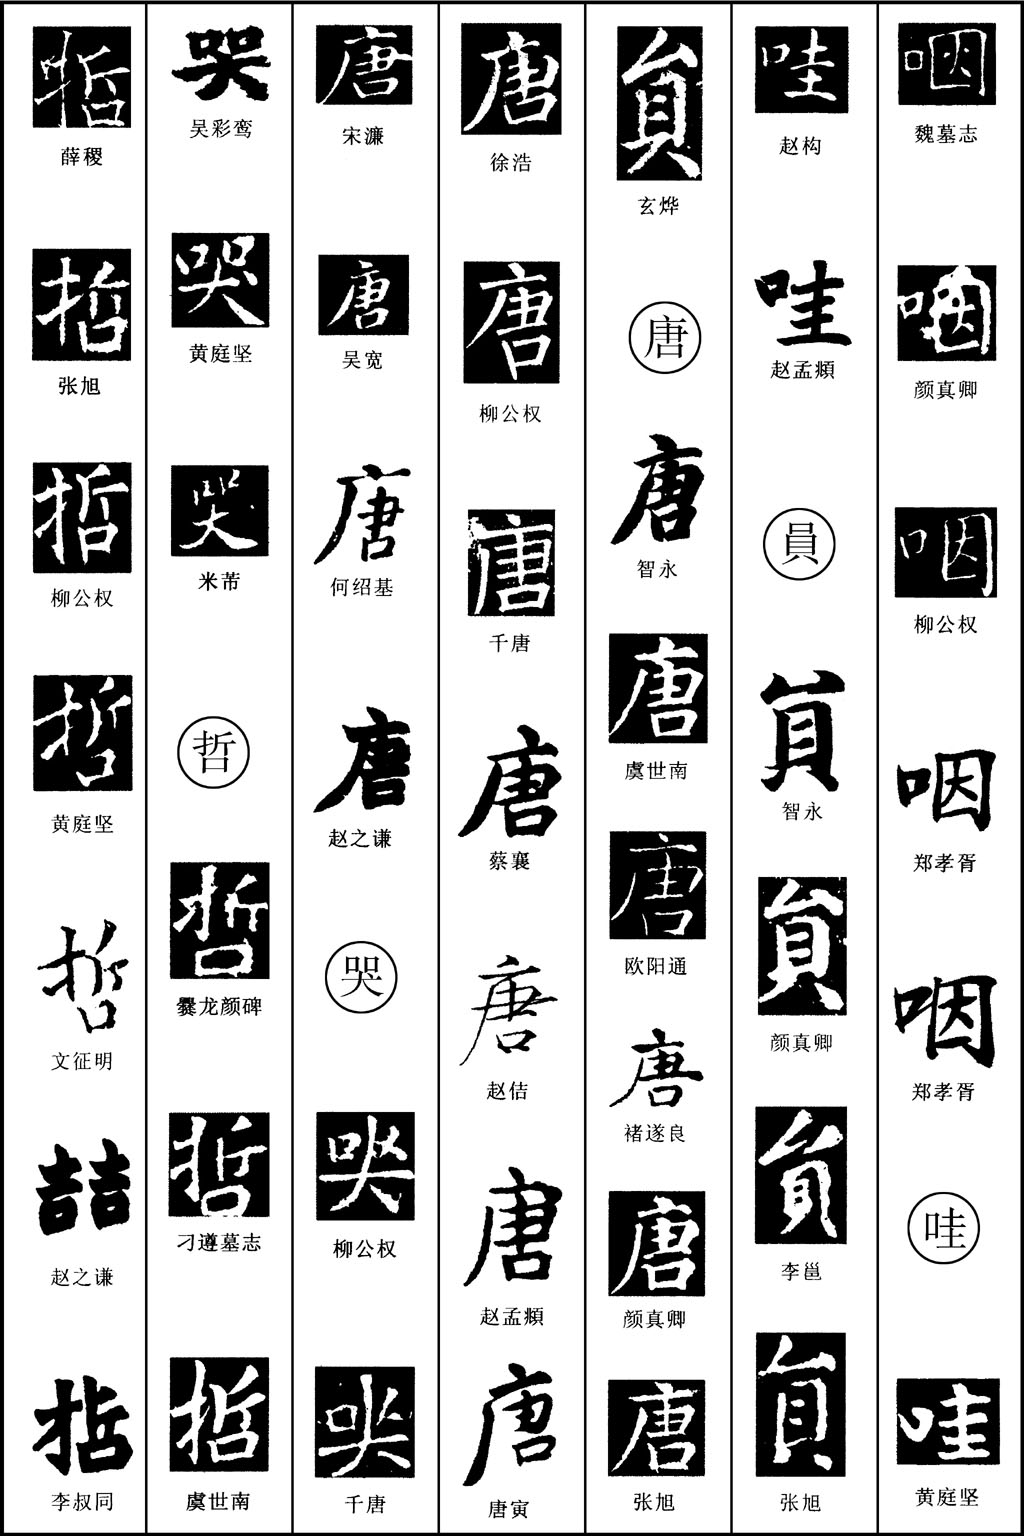 咽
魏墓志
咽
颜真卿
咽
柳公权
咽
郑孝胥
咽
郑孝胥
哇
哇
黄庭坚
哇
赵构
哇
赵孟頫
員
貟
智永
貟
颜真卿
貟
李邕
貟
张旭
貟
玄烨
唐
唐
智永
唐
虞世南
唐
欧阳通
唐
褚遂良
唐
颜真卿
唐
张旭
唐
徐浩
唐
柳公权
唐
千唐
唐
蔡襄
唐
赵佶
唐
赵孟頫
唐
唐寅
唐
宋濂
唐
吴宽
唐
何绍基
唐
赵之谦
哭
哭
柳公权
哭
千唐
哭
吴彩鸾
哭
黄庭坚
哭
米芾
哲
哲
爨龙颜碑
哲
刁遵墓志
哲
虞世南
哲
薛稷
哲
张旭
哲
柳公权
哲
黄庭坚
哲
文征明
喆
赵之谦
哲
李叔同